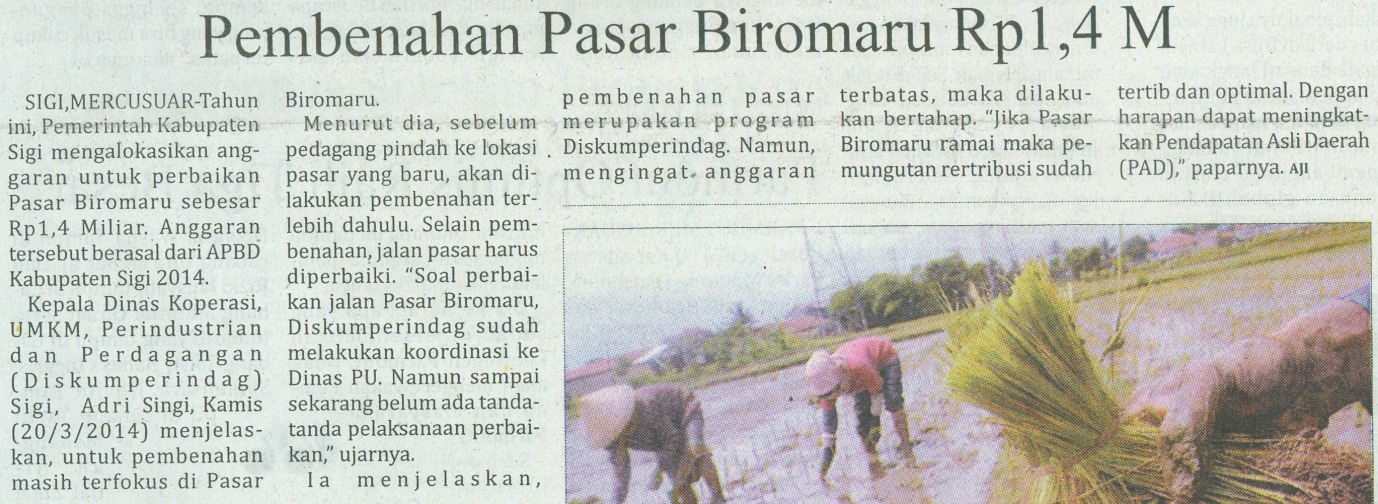 Pembenahan Pasar Biromaru Rp1,4 M
SIGI,MERCUSUAR-Tahun
ini, Pemerintah Kabupaten
Sigi mengalokasikan ang-
garan untuk perbaikan
Pasar Biromaru sebesar
Rp1,4 Miliar. Anggaran
tersebut berasal dari APBD
Kabupaten Sigi 2014.
Kepala Dinas Koperasi,
UMKM, Perindustrian
dan Perdagangan
(Diskumperindag)
Sigi, Adri Singi, Kamis
(20/3/2014) menjelas-
kan, untuk pembenahan
masih terfokus di Pasar
Biromaru.
Menurut dia, sebelum
pedagang pindah ke lokasi
pasar yang baru, akan di-
lakukan pembenahan ter-
lebih dahulu. Selain pem-
benahan, jalan pasar harus
diperbaiki. “Soal perbai-
kan jalan Pasar Biromaru,
Diskumperindag sudah
melakukan koordinasi ke
Dinas PU. Namun sampai
sekarang belum ada tanda-
tanda pelaksanaan perbai-
kan,” ujarnya.
Ia menjelaskan,
pembenahan pasar
merupakan program
Diskumperindag. Namun,
mengingat anggaran
terbatas, maka dilaku-
kan bertahap. “Jika Pasar
Biromaru ramai maka pe-
mungutan rertribusi sudah
tertib dan optimal. Dengan
harapan dapat meningkat-
kan Pendapatan Asli Daerah
(PAD),” paparnya. AJI